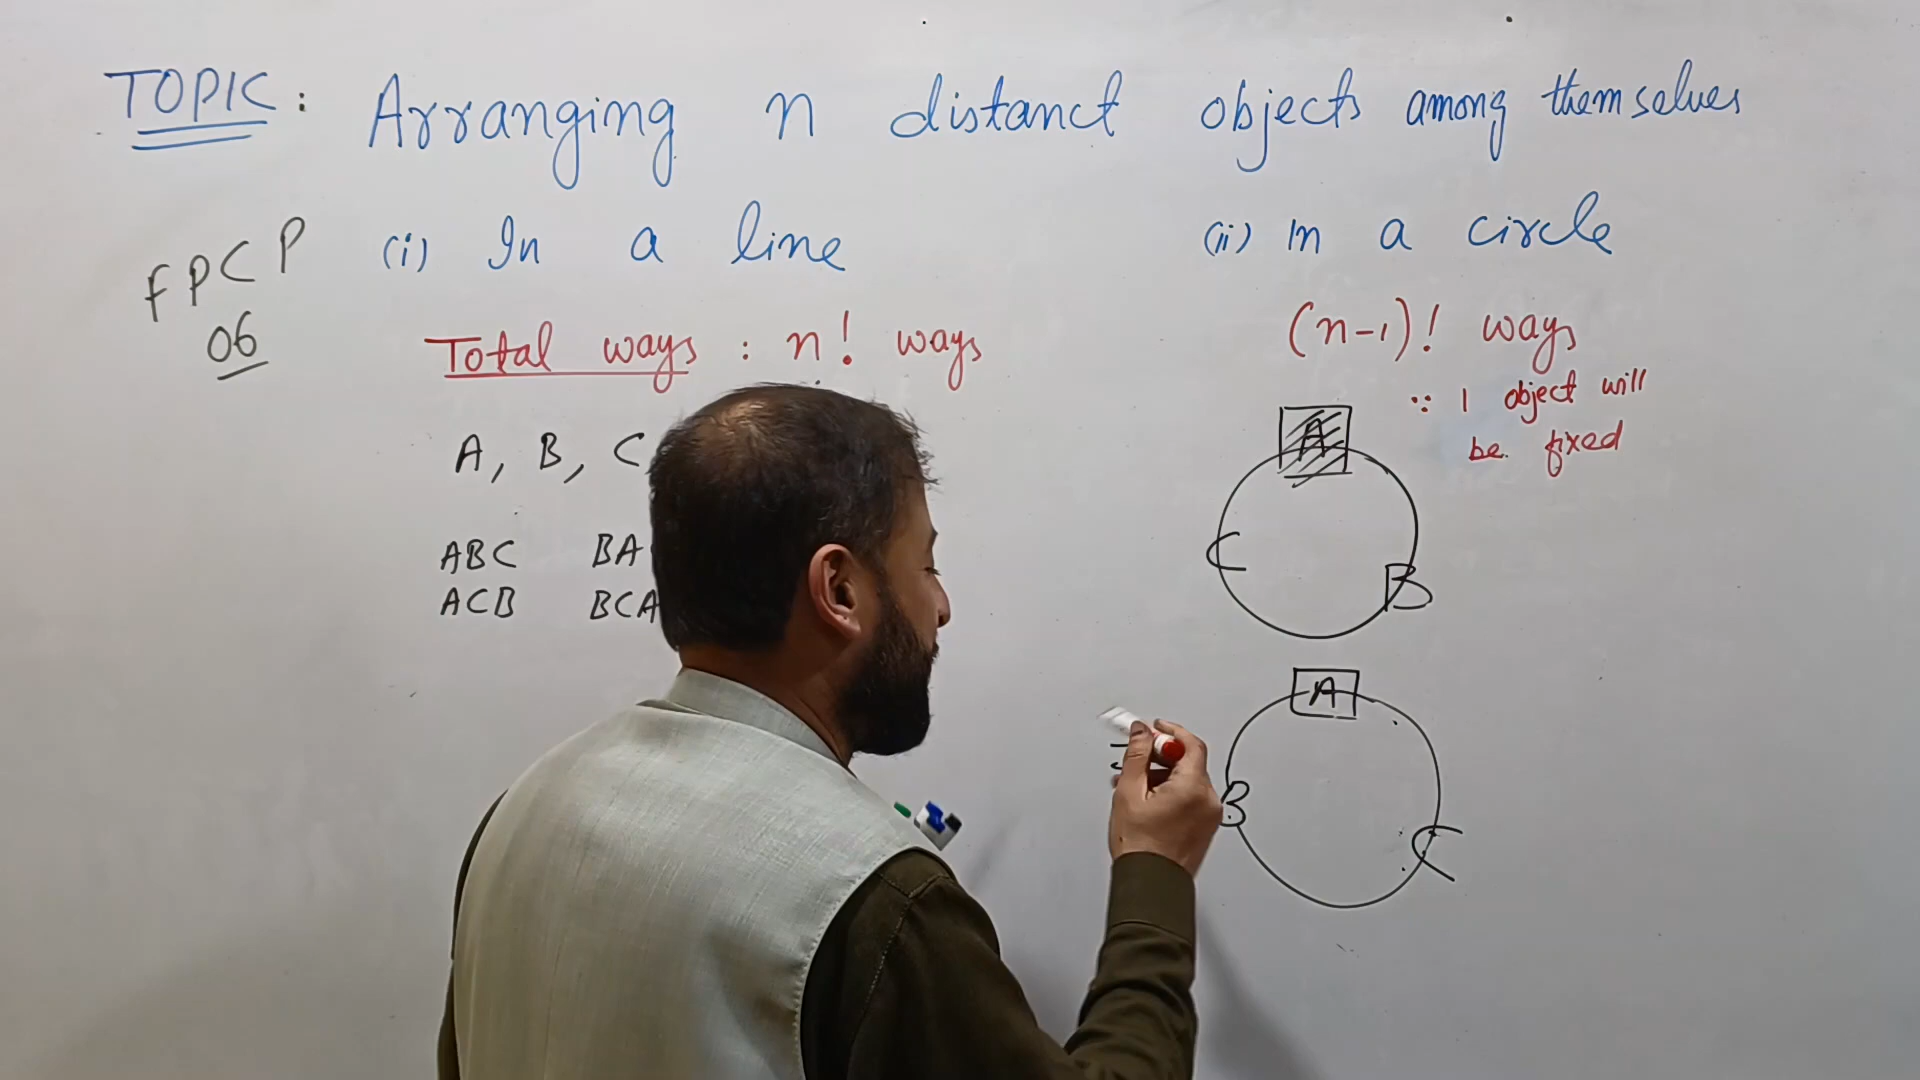 TOPIC: Arranging n distanct objects among themselves
FPCP
06
(i) In a line
Total ways : n! ways
A, B, C
ABC BA
ACB BCA
(ii) In a circle
(n-1)! ways
∵ 1 object will
be fixed
A
C
B
A
B
C